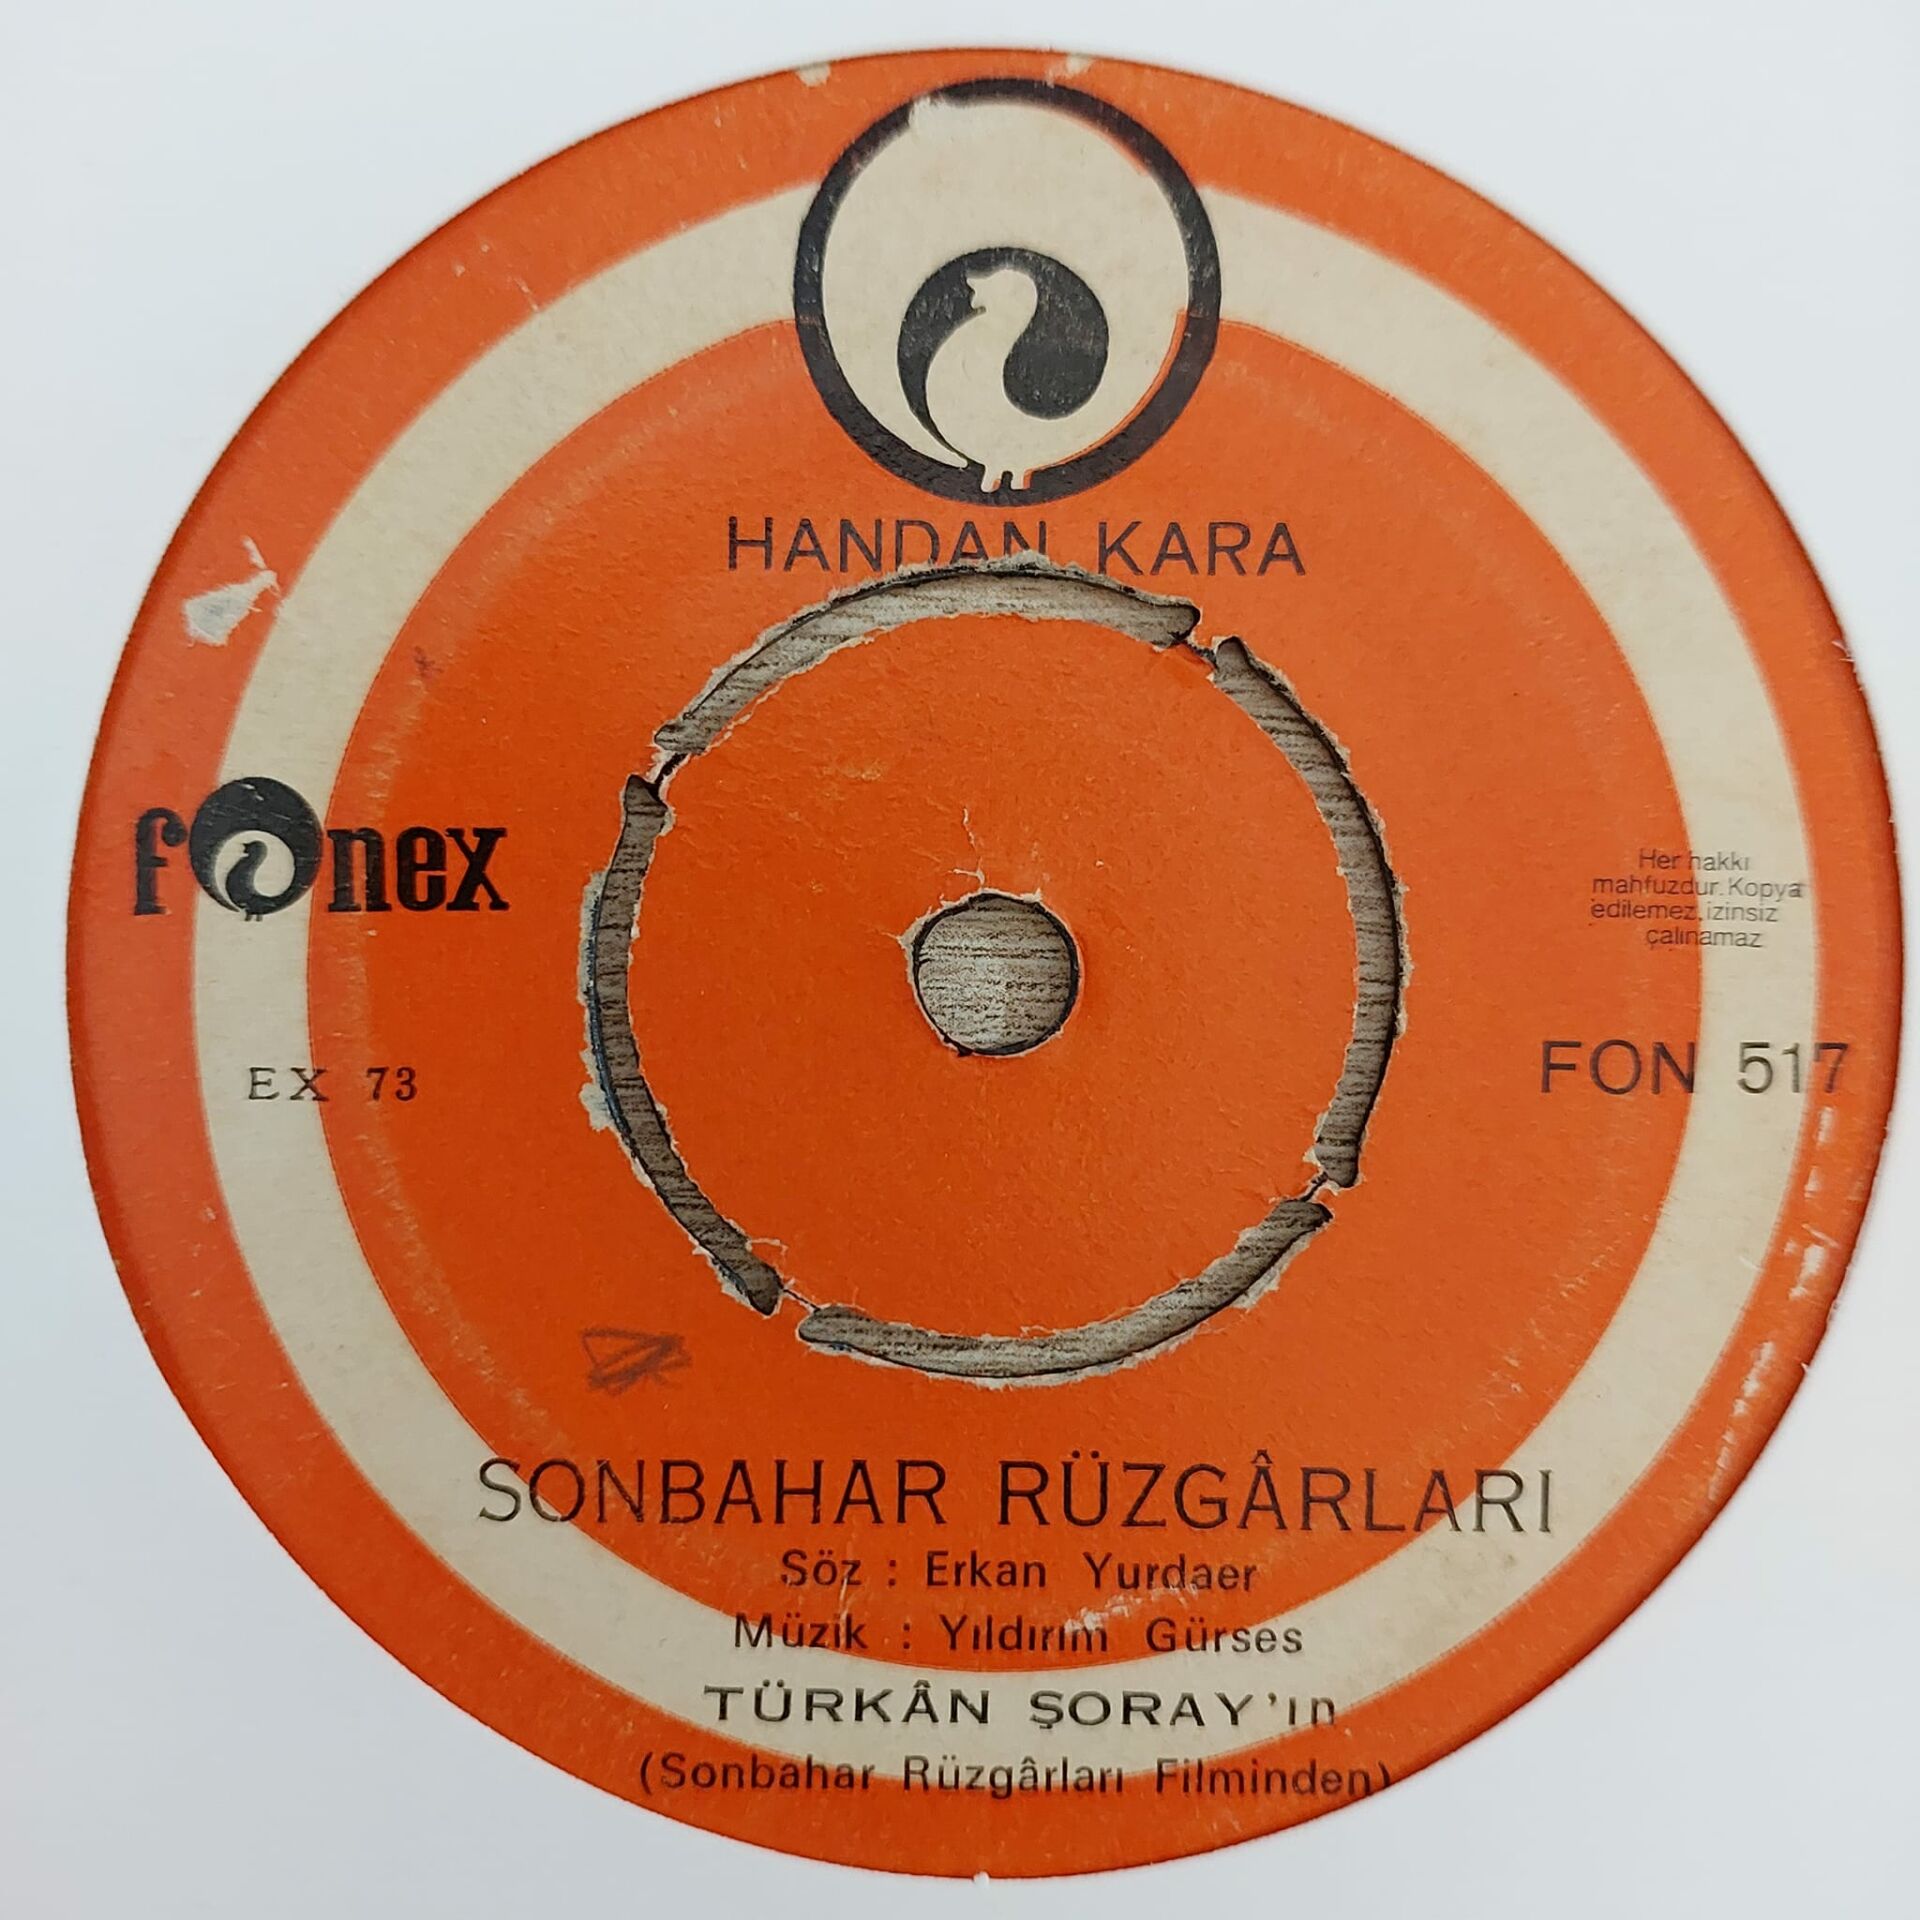 HANDAN KARA
fonex
Her hakkı
mahfuzdur. Kopya
edilemez, izinsiz
çalınamaz
EX 73
FON 517
SONBAHAR RÜZGÂRLARI
Söz : Erkan Yurdaer
Müzik : Yıldırım Gürses
TÜRKÂN ŞORAY'ın
(Sonbahar Rüzgârları Filminden)